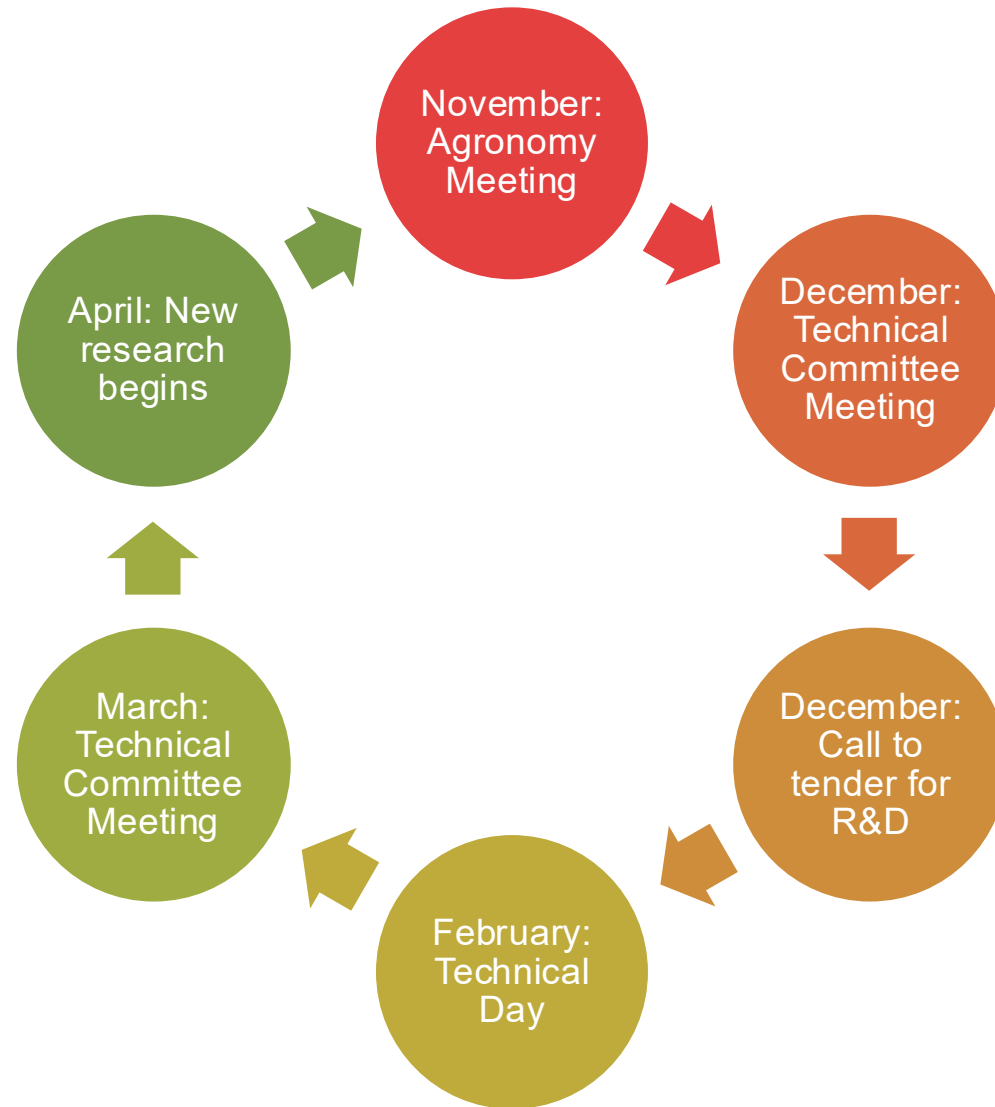 November:
Agronomy
Meeting
December:
Technical
Committee
Meeting
December:
Call to
tender for
R&D
February:
Technical
Day
March:
Technical
Committee
Meeting
April: New
research
begins